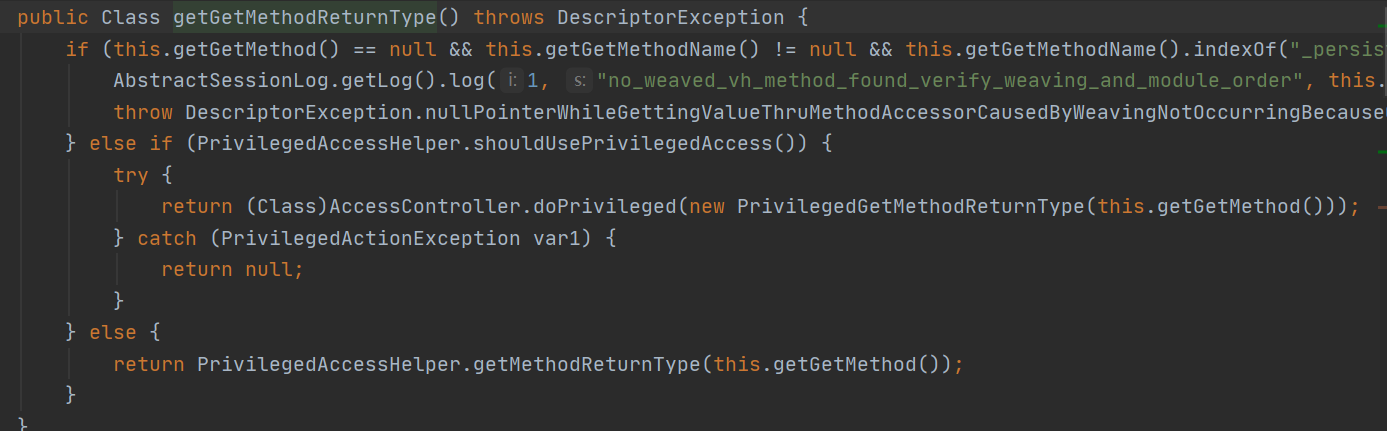 public Class getGetMethodReturnType() throws DescriptorException {
if (this.getGetMethod() == null && this.getGetMethodName() != null && this.getGetMethodName().indexOf("_persis
AbstractSessionLog.getLog().log( i: 1, s: "no_weaved_vh_method_found_verify_weaving_and_module_order", this.
throw DescriptorException.nullPointerWhileGettingValueThruMethodAccessorCausedByWeavingNotOccurringBecause
} else if (PrivilegedAccessHelper.shouldUsePrivilegedAccess()) {
try {
return (Class)AccessController.doPrivileged(new PrivilegedGetMethodReturnType(this.getGetMethod()));
} catch (PrivilegedActionException var1) {
return null;
}
} else {
return PrivilegedAccessHelper.getMethodReturnType(this.getGetMethod());
}
}